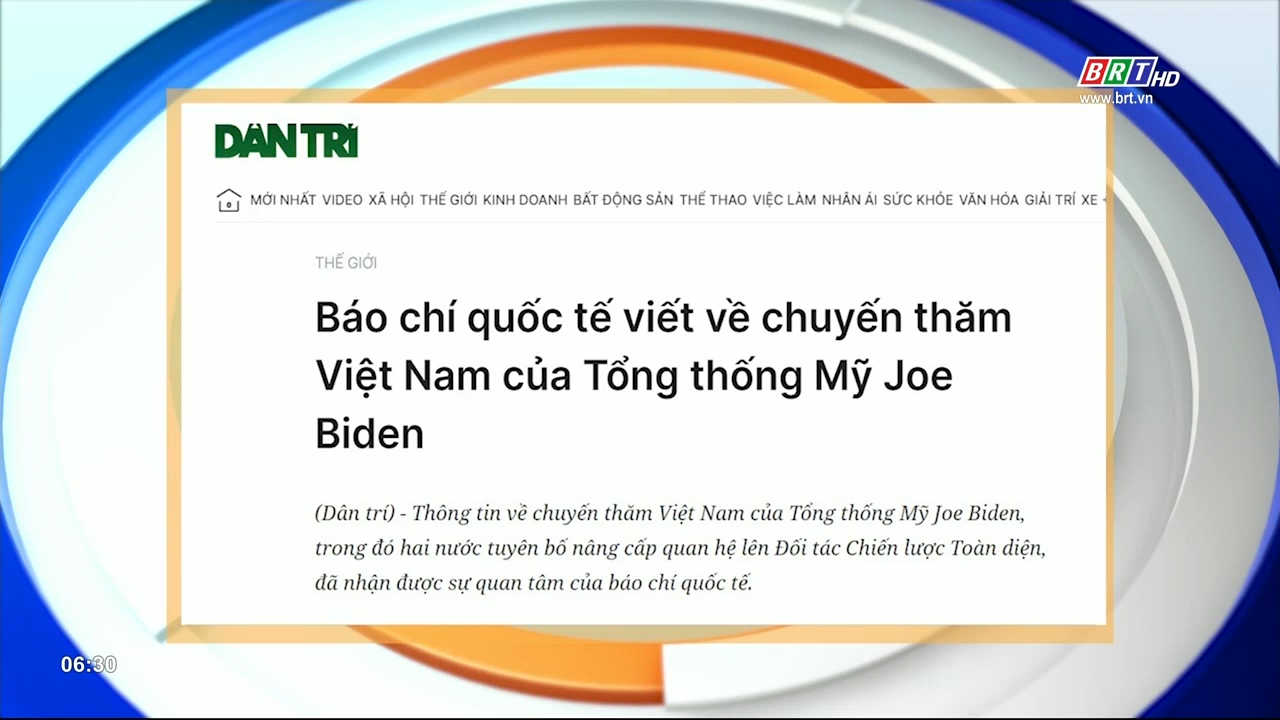 BRT HD
www.brt.vn
DÂN TRÍ
MỚI NHẤT VIDEO XÃ HỘI THẾ GIỚI KINH DOANH BẤT ĐỘNG SẢN THỂ THAO VIỆC LÀM NHÂN ÁI SỨC KHỎE VĂN HÓA GIẢI TRÍ XE +
THẾ GIỚI
Báo chí quốc tế viết về chuyến thăm
Việt Nam của Tổng thống Mỹ Joe
Biden
(Dân trí) - Thông tin về chuyến thăm Việt Nam của Tổng thống Mỹ Joe Biden,
trong đó hai nước tuyên bố nâng cấp quan hệ lên Đối tác Chiến lược Toàn diện,
đã nhận được sự quan tâm của báo chí quốc tế.
06:30